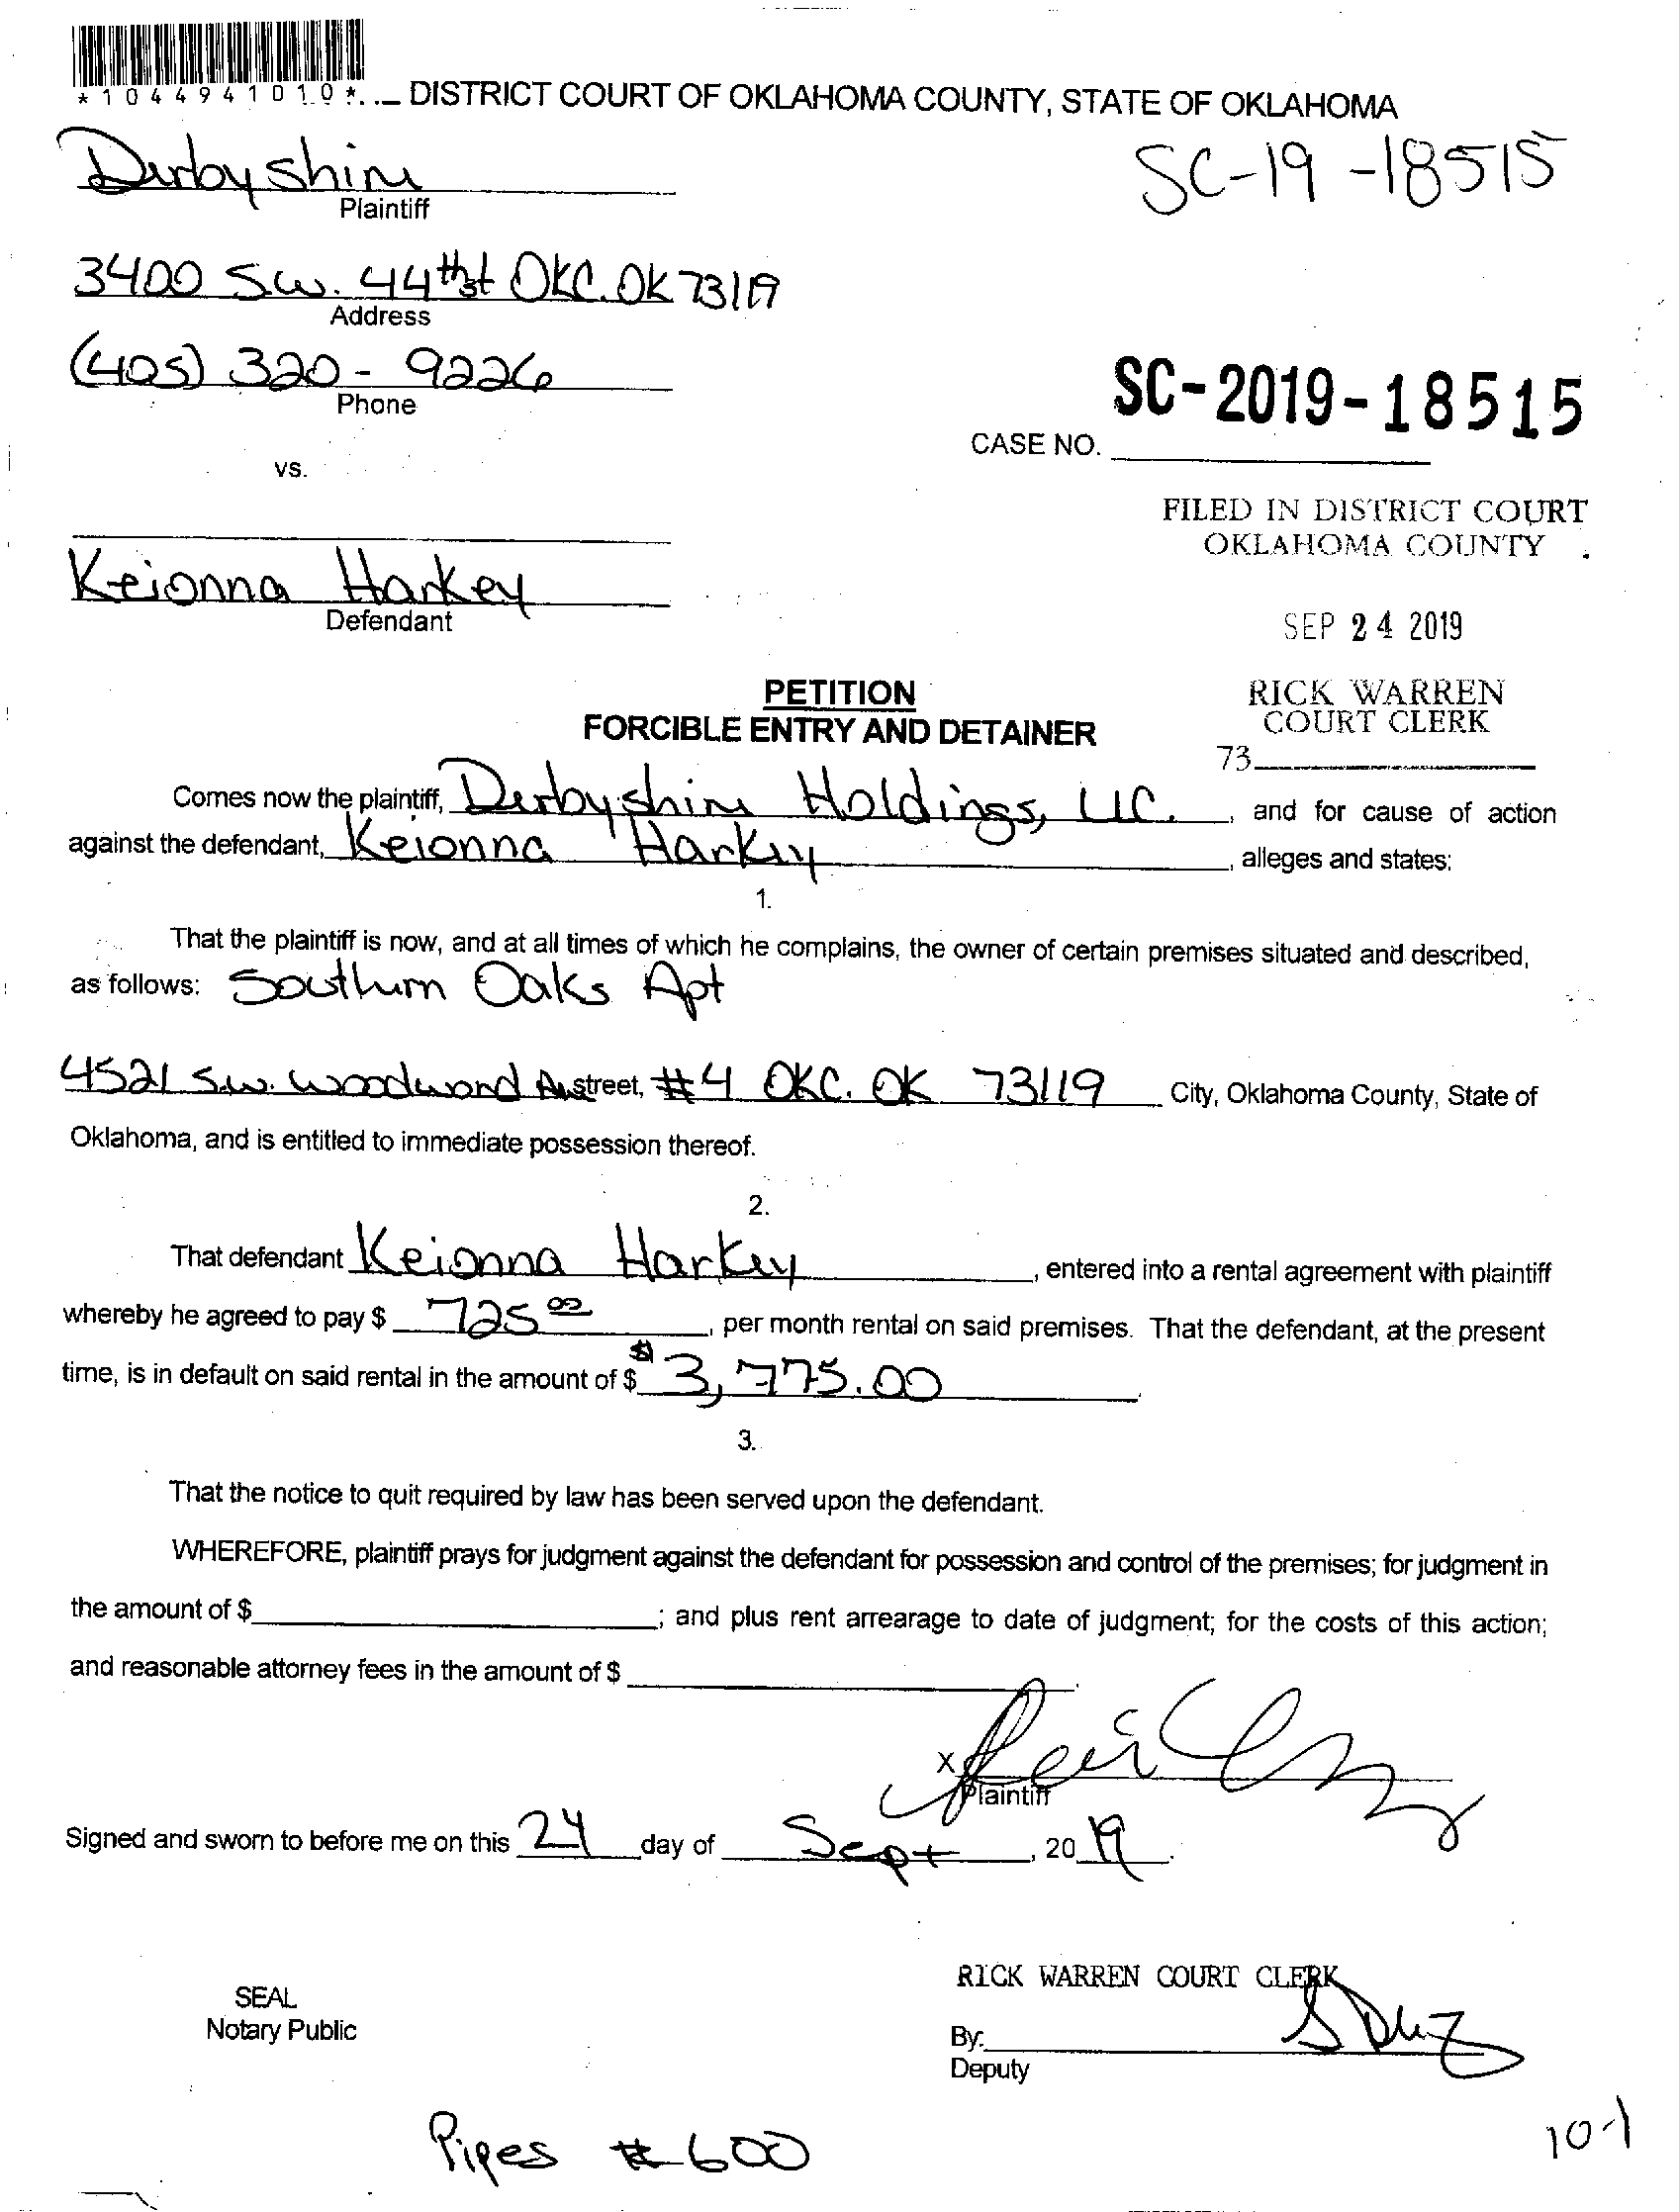 *1044941010*
DISTRICT COURT OF OKLAHOMA COUNTY, STATE OF OKLAHOMA
Derbyshire
Plaintiff
SC-19-18515
3400 S.w. 44th st OKC. OK 73119
Address
(405) 320-9226
Phone
SC-2019-18515
CASE NO.
vs.
FILED IN DISTRICT COURT
OKLAHOMA COUNTY
Keionna Harkey
Defendant
SEP 24 2019
PETITION
FORCIBLE ENTRY AND DETAINER
RICK WARREN
COURT CLERK
73
Comes now the plaintiff, Derbyshire Holdings, LLC. , and for cause of action
against the defendant, Keionna Harkey , alleges and states:
1.
That the plaintiff is now, and at all times of which he complains, the owner of certain premises situated and described,
as follows: Southern Oaks Apt
4521 S.w. Woodward Av street, #4 OKC. OK 73119 City, Oklahoma County, State of
Oklahoma, and is entitled to immediate possession thereof.
2.
That defendant Keionna Harkey , entered into a rental agreement with plaintiff
whereby he agreed to pay $ 725 00 , per month rental on said premises. That the defendant, at the present
time, is in default on said rental in the amount of $ $3,775.00 .
3.
That the notice to quit required by law has been served upon the defendant.
WHEREFORE, plaintiff prays for judgment against the defendant for possession and control of the premises; for judgment in
the amount of $ ; and plus rent arrearage to date of judgment; for the costs of this action;
and reasonable attorney fees in the amount of $ .
X
Plaintiff
Signed and sworn to before me on this 24 day of Sept , 20 19 .
RICK WARREN COURT CLERK
SEAL
Notary Public
By:
Deputy
Pipes # 600
10-1